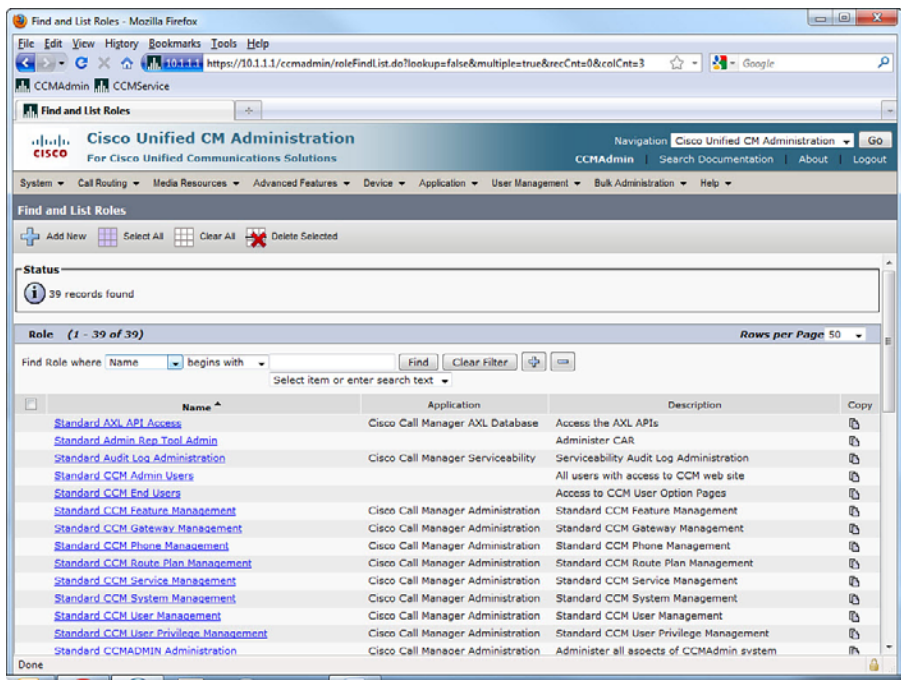 Find and List Roles - Mozilla Firefox
File Edit View History Bookmarks Tools Help
10.1.1.1 https://10.1.1.1/ccmadmin/roleFindList.do?lookup=false&multiple=true&recCnt=0&colCnt=3 Google
CCMAdmin CCMService
Find and List Roles
cisco Cisco Unified CM Administration
For Cisco Unified Communications Solutions
Navigation Cisco Unified CM Administration Go
CCMAdmin | Search Documentation | About | Logout
System Call Routing Media Resources Advanced Features Device Application User Management Bulk Administration Help
Find and List Roles
Add New Select All Clear All Delete Selected
Status
39 records found
Role (1 - 39 of 39) Rows per Page 50
Find Role where Name begins with Find Clear Filter
Select item or enter search text
Name Application Description Copy
Standard AXL API Access Cisco Call Manager AXL Database Access the AXL APIs
Standard Admin Rep Tool Admin Administer CAR
Standard Audit Log Administration Cisco Call Manager Serviceability Serviceability Audit Log Administration
Standard CCM Admin Users All users with access to CCM web site
Standard CCM End Users Access to CCM User Option Pages
Standard CCM Feature Management Cisco Call Manager Administration Standard CCM Feature Management
Standard CCM Gateway Management Cisco Call Manager Administration Standard CCM Gateway Management
Standard CCM Phone Management Cisco Call Manager Administration Standard CCM Phone Management
Standard CCM Route Plan Management Cisco Call Manager Administration Standard CCM Route Plan Management
Standard CCM Service Management Cisco Call Manager Administration Standard CCM Service Management
Standard CCM System Management Cisco Call Manager Administration Standard CCM System Management
Standard CCM User Management Cisco Call Manager Administration Standard CCM User Management
Standard CCM User Privilege Management Cisco Call Manager Administration Standard CCM User Privilege Management
Standard CCMADMIN Administration Cisco Call Manager Administration Administer all aspects of CCMAdmin system
Done